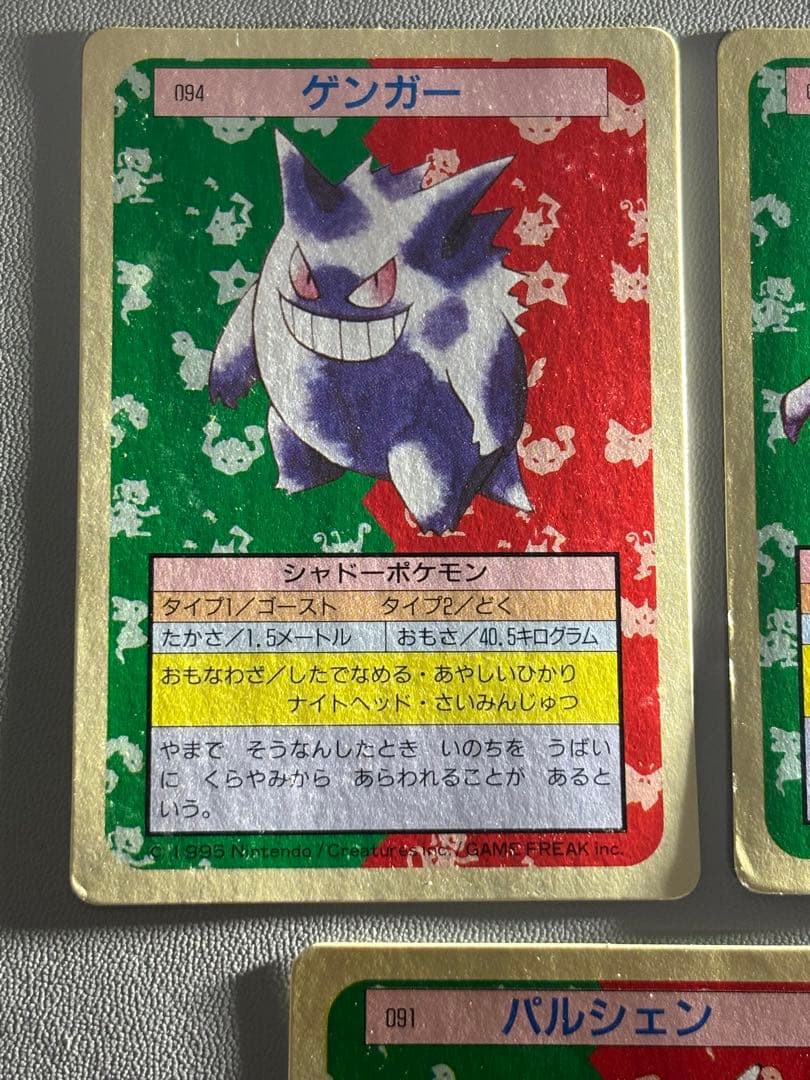 094 ゲンガー
シャドーポケモン
タイプ1/ゴースト タイプ2/どく
たかさ/1.5メートル おもさ/40.5キログラム
おもなわざ/したでなめる・あやしいひかり
ナイトヘッド・さいみんじゅつ
やまで そうなんしたとき いのちを うばい
に くらやみから あらわれることが あると
いう。
© 1995 Nintendo/Creatures inc./GAME FREAK inc.
091 パルシェン